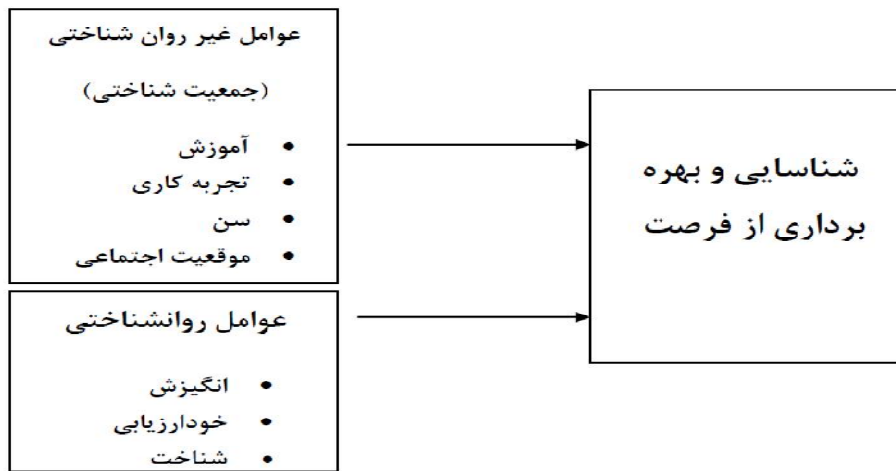 عوامل غیر روان شناختی
(جمعیت شناختی)
• آموزش
• تجربه کاری
• سن
• موقعیت اجتماعی
عوامل روانشناختی
• انگیزش
• خودارزیابی
• شناخت
شناسایی و بهره
برداری از فرصت